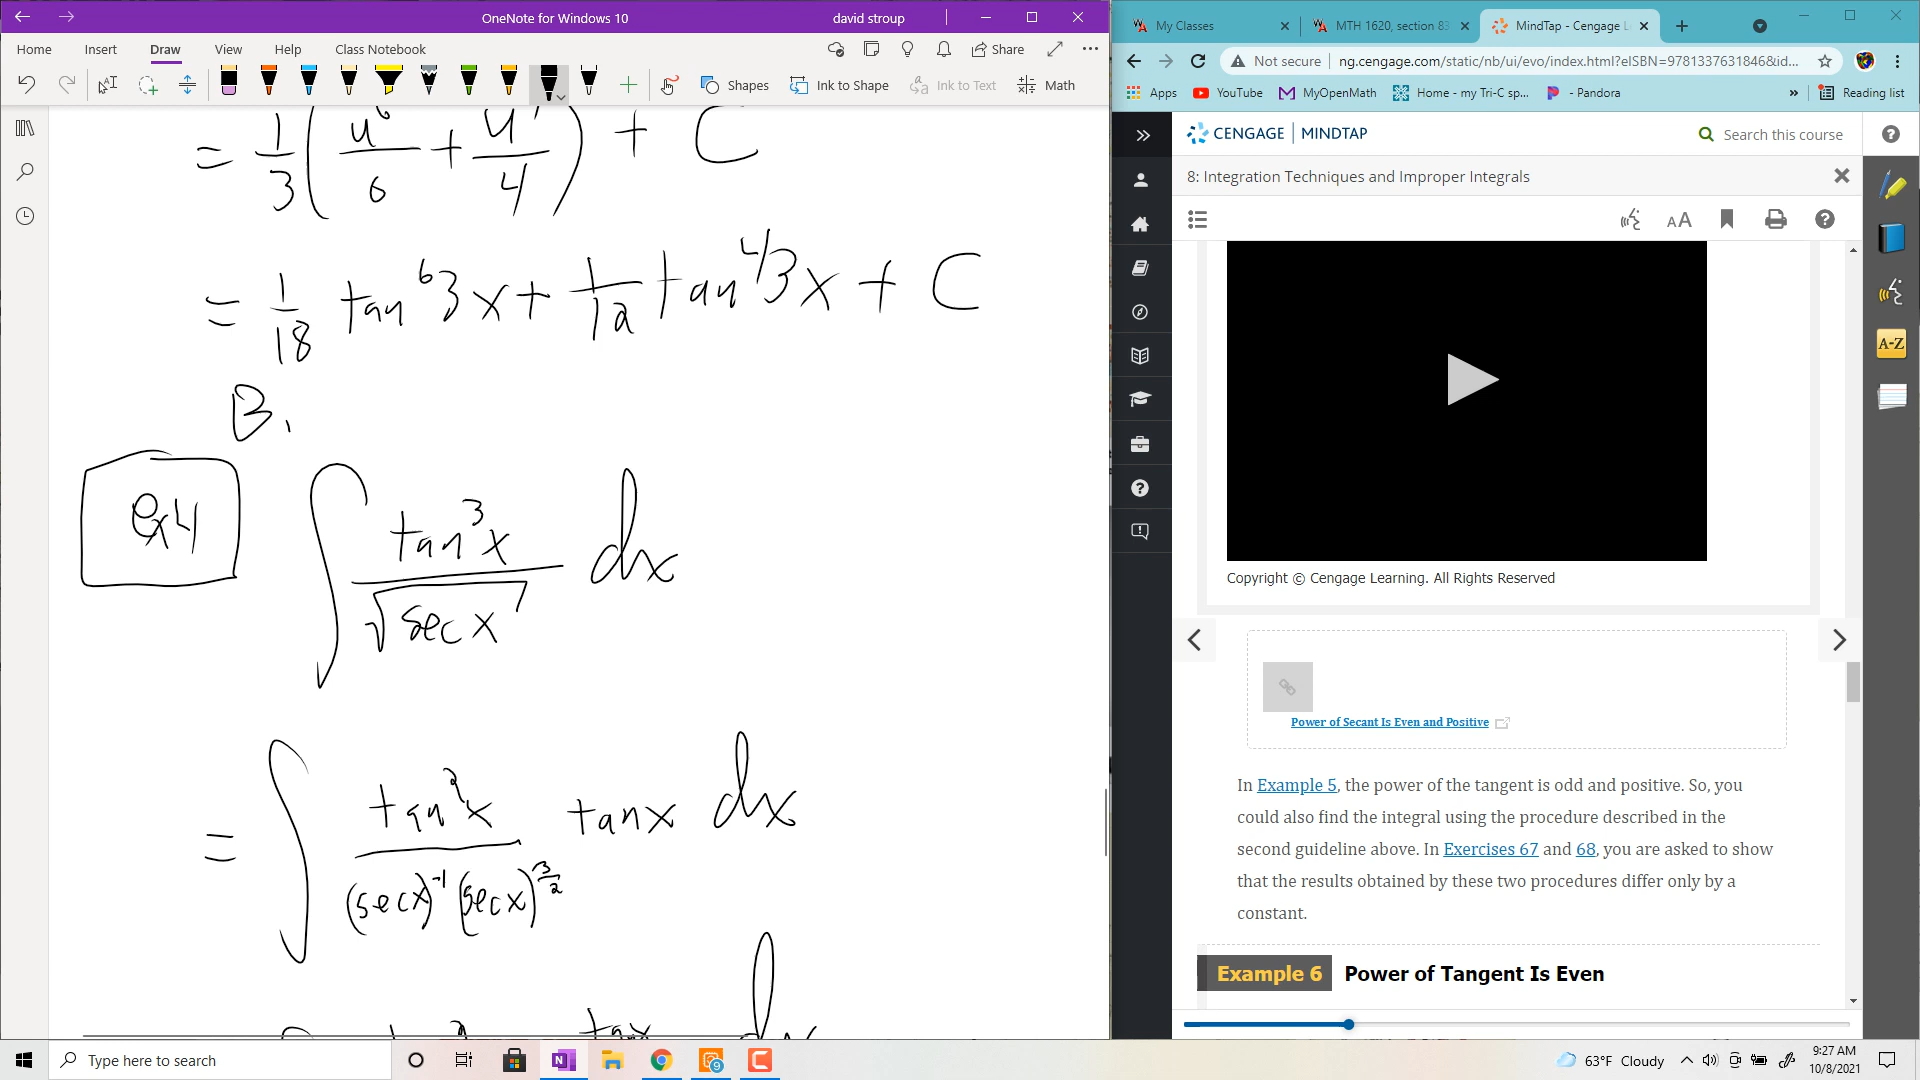 OneNote for Windows 10
david stroup
Home Insert Draw View Help Class Notebook
Share
Shapes
Ink to Shape
Ink to Text
Math
= 1/3 ( u^6/6 + u^4/4 ) + C
= 1/18 tan^6 3x + 1/12 tan^4 3x + C
B.
ex4
∫ tan^3 x / √sec x dx
= ∫ tan^2 x / (sec x)^-1 (sec x)^3/2 tan x dx
tan x dx
Type here to search
My Classes
MTH 1620, section 83
MindTap - Cengage L
Not secure
ng.cengage.com/static/nb/ui/evo/index.html?eISBN=9781337631846&id...
Apps
YouTube
MyOpenMath
Home - my Tri-C sp...
- Pandora
»
Reading list
CENGAGE | MINDTAP
Search this course
8: Integration Techniques and Improper Integrals
AA
A-Z
Copyright © Cengage Learning. All Rights Reserved
Power of Secant Is Even and Positive
In Example 5, the power of the tangent is odd and positive. So, you
could also find the integral using the procedure described in the
second guideline above. In Exercises 67 and 68, you are asked to show
that the results obtained by these two procedures differ only by a
constant.
Example 6 Power of Tangent Is Even
63°F Cloudy
9:27 AM
10/8/2021